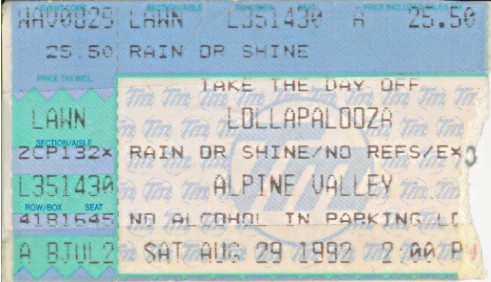 AAV0829 LAWN L351430 A 25.50
25.50 RAIN OR SHINE
PRICE TAX INCL.
TAKE THE DAY OFF
LAWN LOLLAPALOOZA
SECTION/AISLE
ZCP132X RAIN OR SHINE/NO REFS/EX
L351430 ALPINE VALLEY
ROW/BOX SEAT
4181645 NO ALCOHOL IN PARKING
A BJUL2 SAT AUG 29 1992 2:00 P